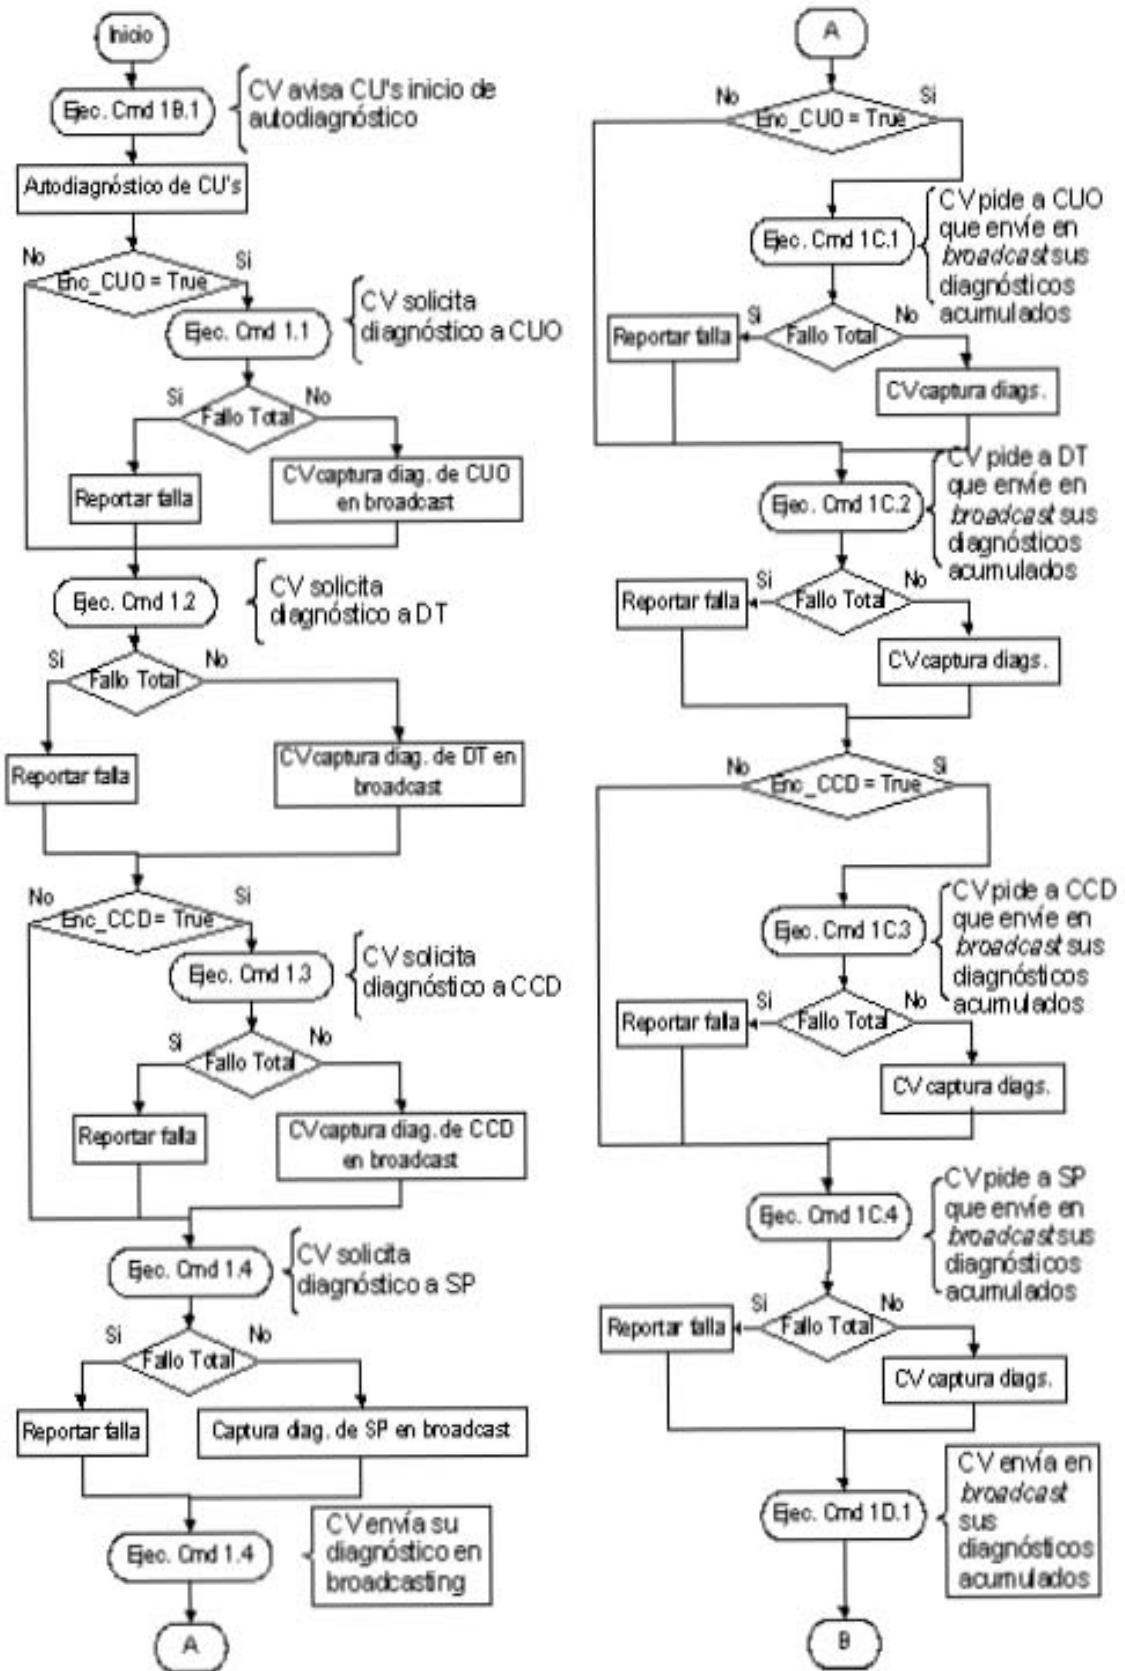 Inicio
Ejec. Cmd 1B.1
CV avisa CU's inicio de
autodiagnóstico
Autodiagnóstico de CU's
No
Si
Enc_CUO = True
Ejec. Cmd 1.1
CV solicita
diagnóstico a CUO
Si
No
Fallo Total
Reportar falla
CV captura diag. de CUO
en broadcast
Ejec. Cmd 1.2
CV solicita
diagnóstico a DT
Si
No
Fallo Total
Reportar falla
CV captura diag. de DT en
broadcast
No
Si
Enc_CCD = True
Ejec. Cmd 1.3
CV solicita
diagnóstico a CCD
Si
No
Fallo Total
Reportar falla
CV captura diag. de CCD
en broadcast
Ejec. Cmd 1.4
CV solicita
diagnóstico a SP
Si
No
Fallo Total
Reportar falla
Captura diag. de SP en broadcast
Ejec. Cmd 1.4
CV envía su
diagnóstico en
broadcasting
A
A
No
Si
Enc_CUO = True
Ejec. Cmd 1C.1
CV pide a CUO
que envíe en
broadcast sus
diagnósticos
acumulados
Si
No
Fallo Total
Reportar falla
CV captura diags.
Ejec. Cmd 1C.2
CV pide a DT
que envíe en
broadcast sus
diagnósticos
acumulados
Si
No
Fallo Total
Reportar falla
CV captura diags.
No
Si
Enc_CCD = True
Ejec. Cmd 1C.3
CV pide a CCD
que envíe en
broadcast sus
diagnósticos
acumulados
Si
No
Fallo Total
Reportar falla
CV captura diags.
Ejec. Cmd 1C.4
CV pide a SP
que envíe en
broadcast sus
diagnósticos
acumulados
Si
No
Fallo Total
Reportar falla
CV captura diags.
Ejec. Cmd 1D.1
CV envía en
broadcast
sus
diagnósticos
acumulados
B